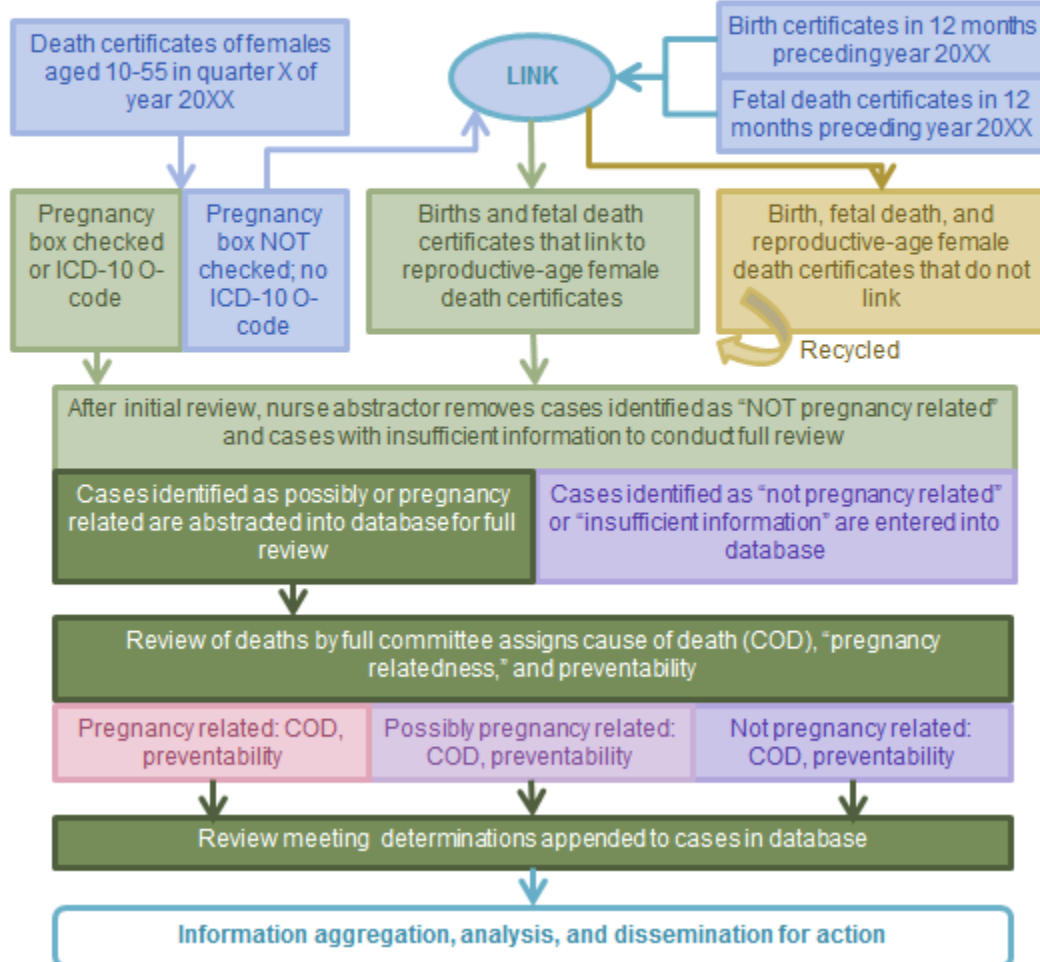 Death certificates of females
aged 10-55 in quarter X of
year 20XX
LINK
Birth certificates in 12 months
preceding year 20XX
Fetal death certificates in 12
months preceding year 20XX
Pregnancy
box checked
or ICD-10 O-
code
Pregnancy
box NOT
checked; no
ICD-10 O-
code
Births and fetal death
certificates that link to
reproductive-age female
death certificates
Birth, fetal death, and
reproductive-age female
death certificates that do not
link
Recycled
After initial review, nurse abstractor removes cases identified as “NOT pregnancy related”
and cases with insufficient information to conduct full review
Cases identified as possibly or pregnancy
related are abstracted into database for full
review
Cases identified as “not pregnancy related”
or “insufficient information” are entered into
database
Review of deaths by full committee assigns cause of death (COD), “pregnancy
relatedness,” and preventability
Pregnancy related: COD,
preventability
Possibly pregnancy related:
COD, preventability
Not pregnancy related:
COD, preventability
Review meeting determinations appended to cases in database
Information aggregation, analysis, and dissemination for action